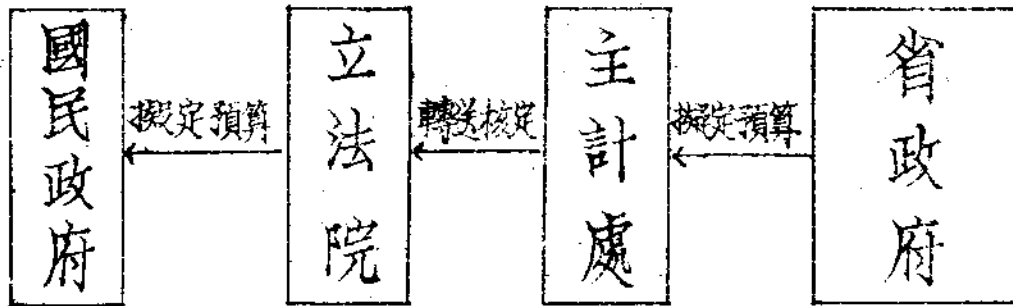 省政府
擬定預算
主計處
轉送核定
立法院
擬定預算
國民政府